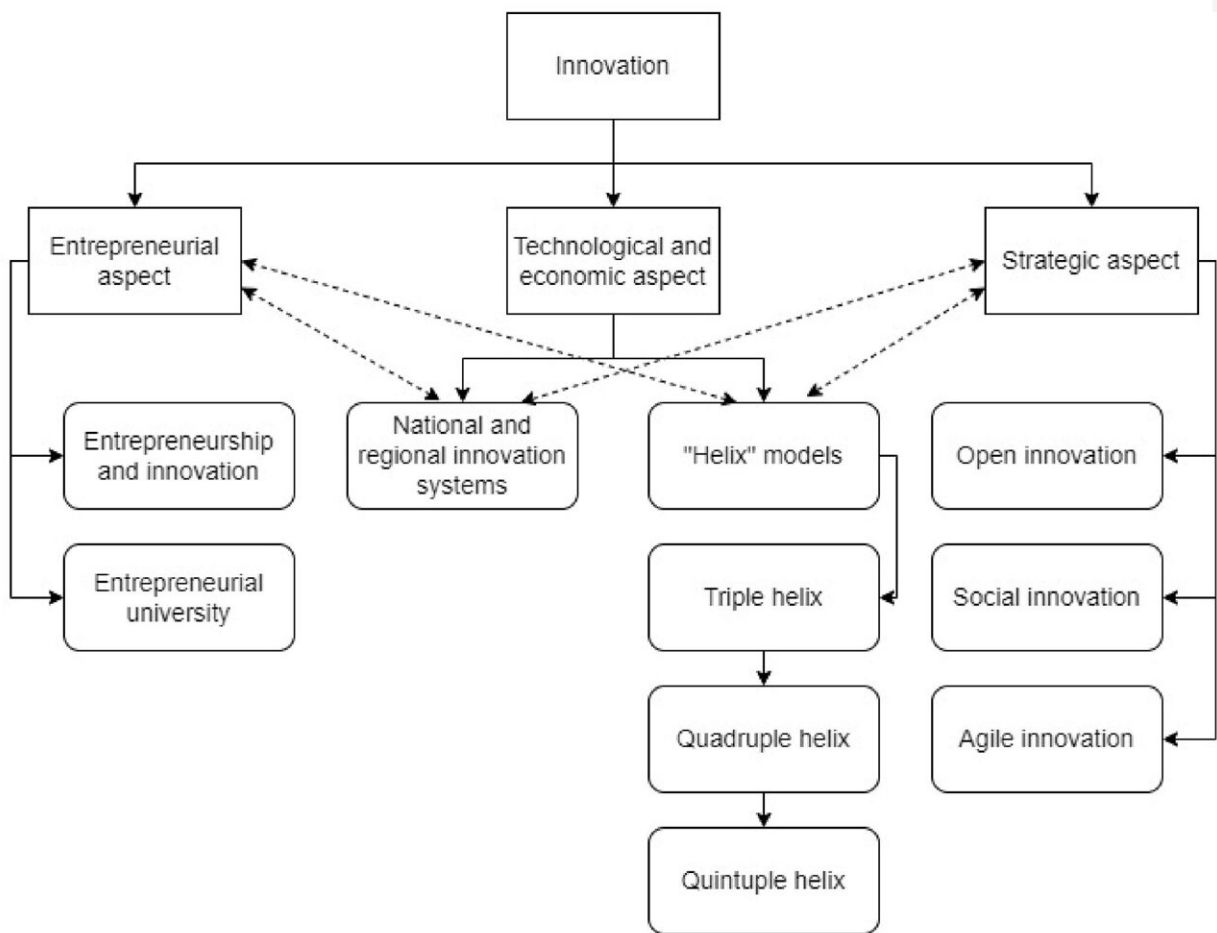 Innovation
Entrepreneurial
aspect
Technological and
economic aspect
Strategic aspect
Entrepreneurship
and innovation
National and
regional innovation
systems
"Helix" models
Open innovation
Entrepreneurial
university
Triple helix
Social innovation
Quadruple helix
Agile innovation
Quintuple helix